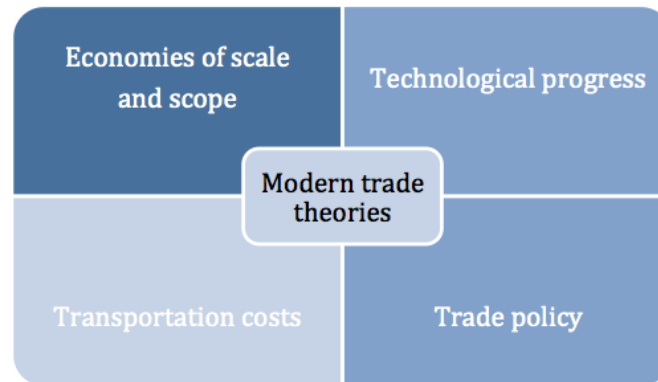 Economies of scale
and scope
Technological progress
Modern trade
theories
Transportation costs
Trade policy